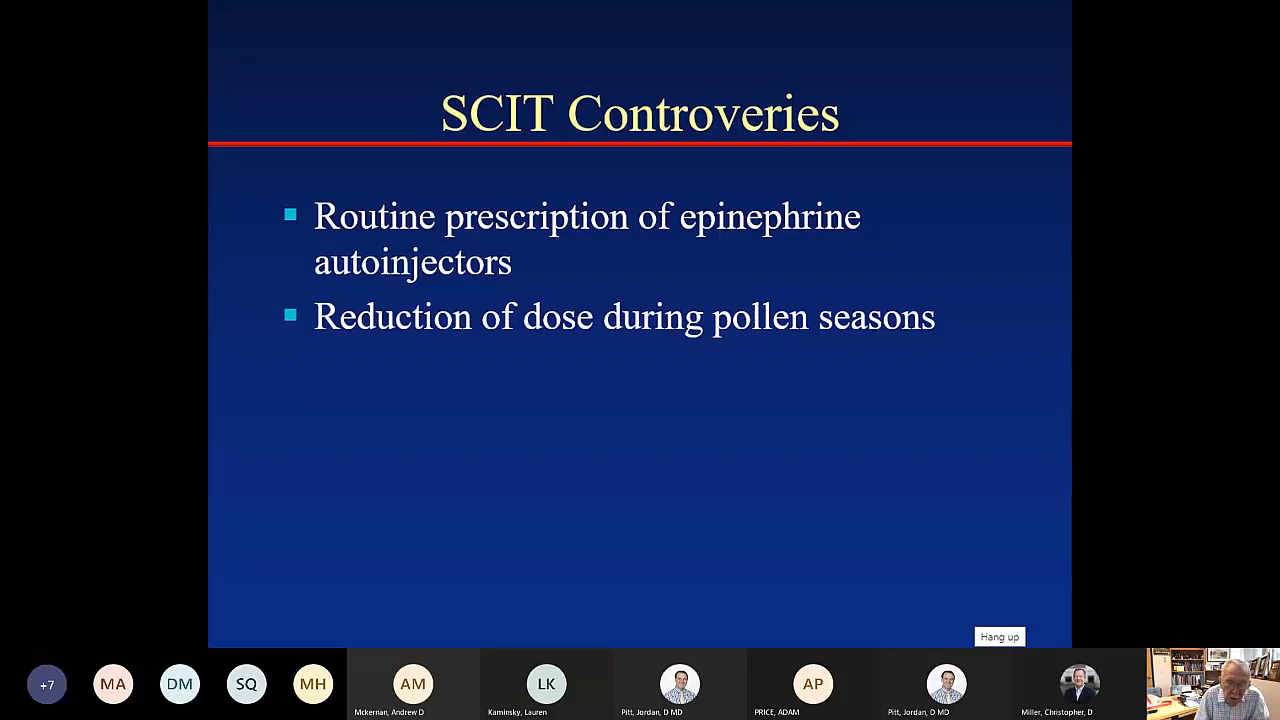 SCIT Controveries
Routine prescription of epinephrine
autoinjectors
Reduction of dose during pollen seasons
Hang up
+7
MA
DM
SQ
MH
AM
LK
AP
Mckernan, Andrew D
Kaminsky, Lauren
Pitt, Jordan, D MD
PRICE, ADAM
Pitt, Jordan, D MD
Miller, Christopher, D